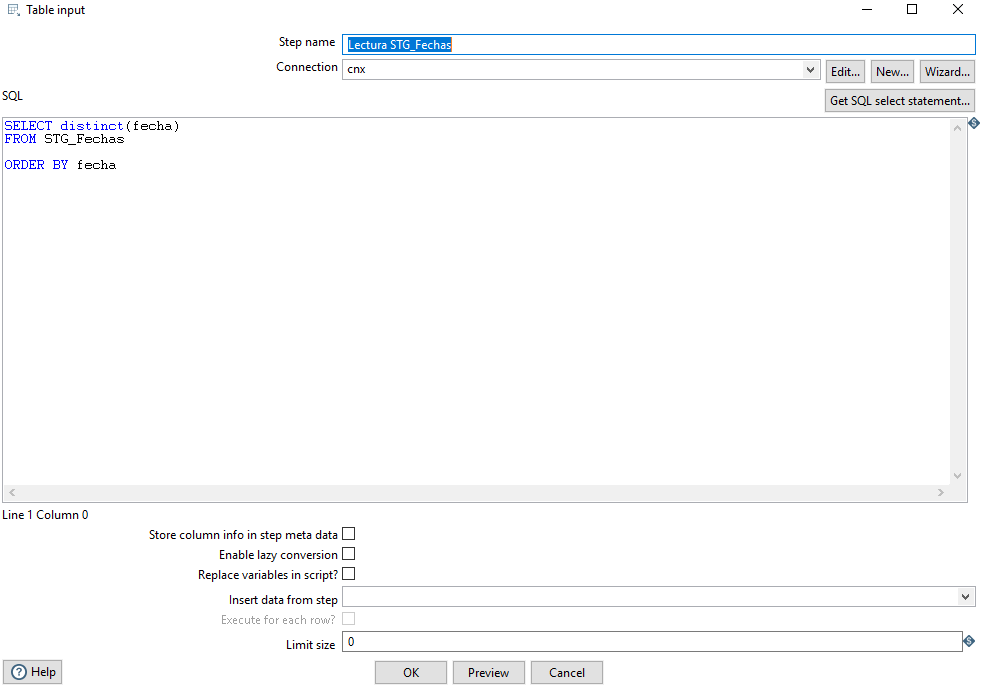 Table input
Step name Lectura STG_Fechas
Connection cnx Edit... New... Wizard...
SQL Get SQL select statement...
SELECT distinct(fecha)
FROM STG_Fechas
ORDER BY fecha
Line 1 Column 0
Store column info in step meta data
Enable lazy conversion
Replace variables in script?
Insert data from step
Execute for each row?
Limit size 0
Help OK Preview Cancel